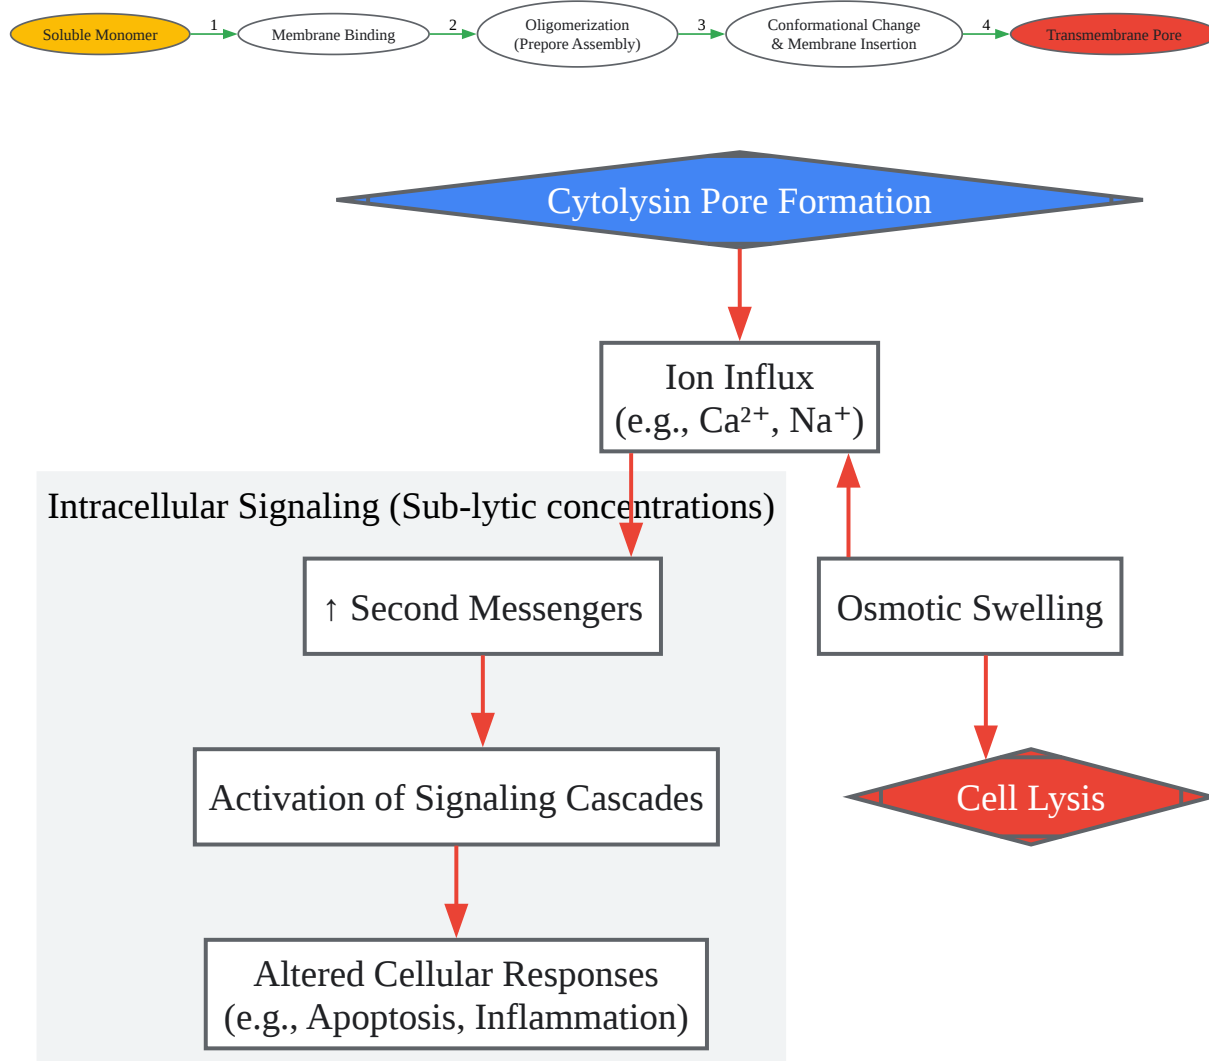 Soluble Monomer
1
Membrane Binding
2
Oligomerization
(Prepore Assembly)
3
Conformational Change
& Membrane Insertion
4
Transmembrane Pore
Cytolysin Pore Formation
Ion Influx
(e.g., Ca²⁺, Na⁺)
Intracellular Signaling (Sub-lytic concentrations)
↑ Second Messengers
Osmotic Swelling
Activation of Signaling Cascades
Cell Lysis
Altered Cellular Responses
(e.g., Apoptosis, Inflammation)